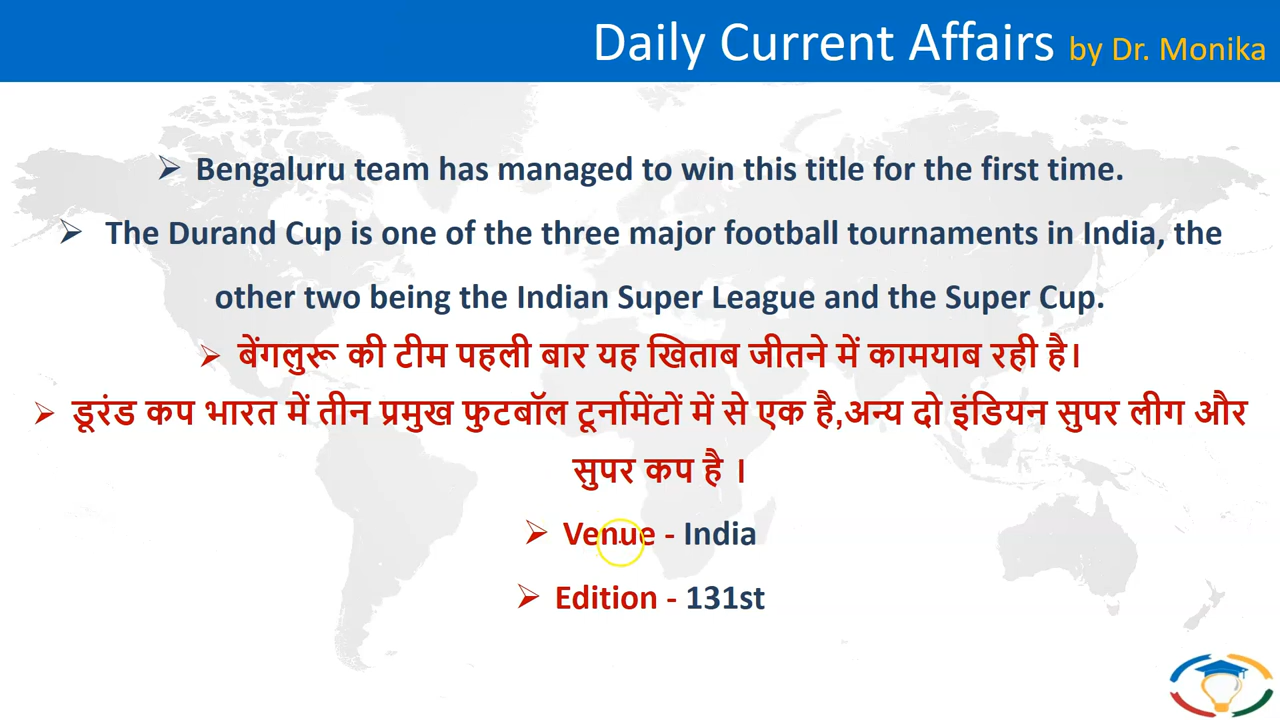 Daily Current Affairs by Dr. Monika
➢ Bengaluru team has managed to win this title for the first time.
➢ The Durand Cup is one of the three major football tournaments in India, the
other two being the Indian Super League and the Super Cup.
➢ बेंगलुरू की टीम पहली बार यह खिताब जीतने में कामयाब रही है।
➢ डूरंड कप भारत में तीन प्रमुख फुटबॉल टूर्नामेंटों में से एक है,अन्य दो इंडियन सुपर लीग और
सुपर कप है ।
➢ Venue - India
➢ Edition - 131st